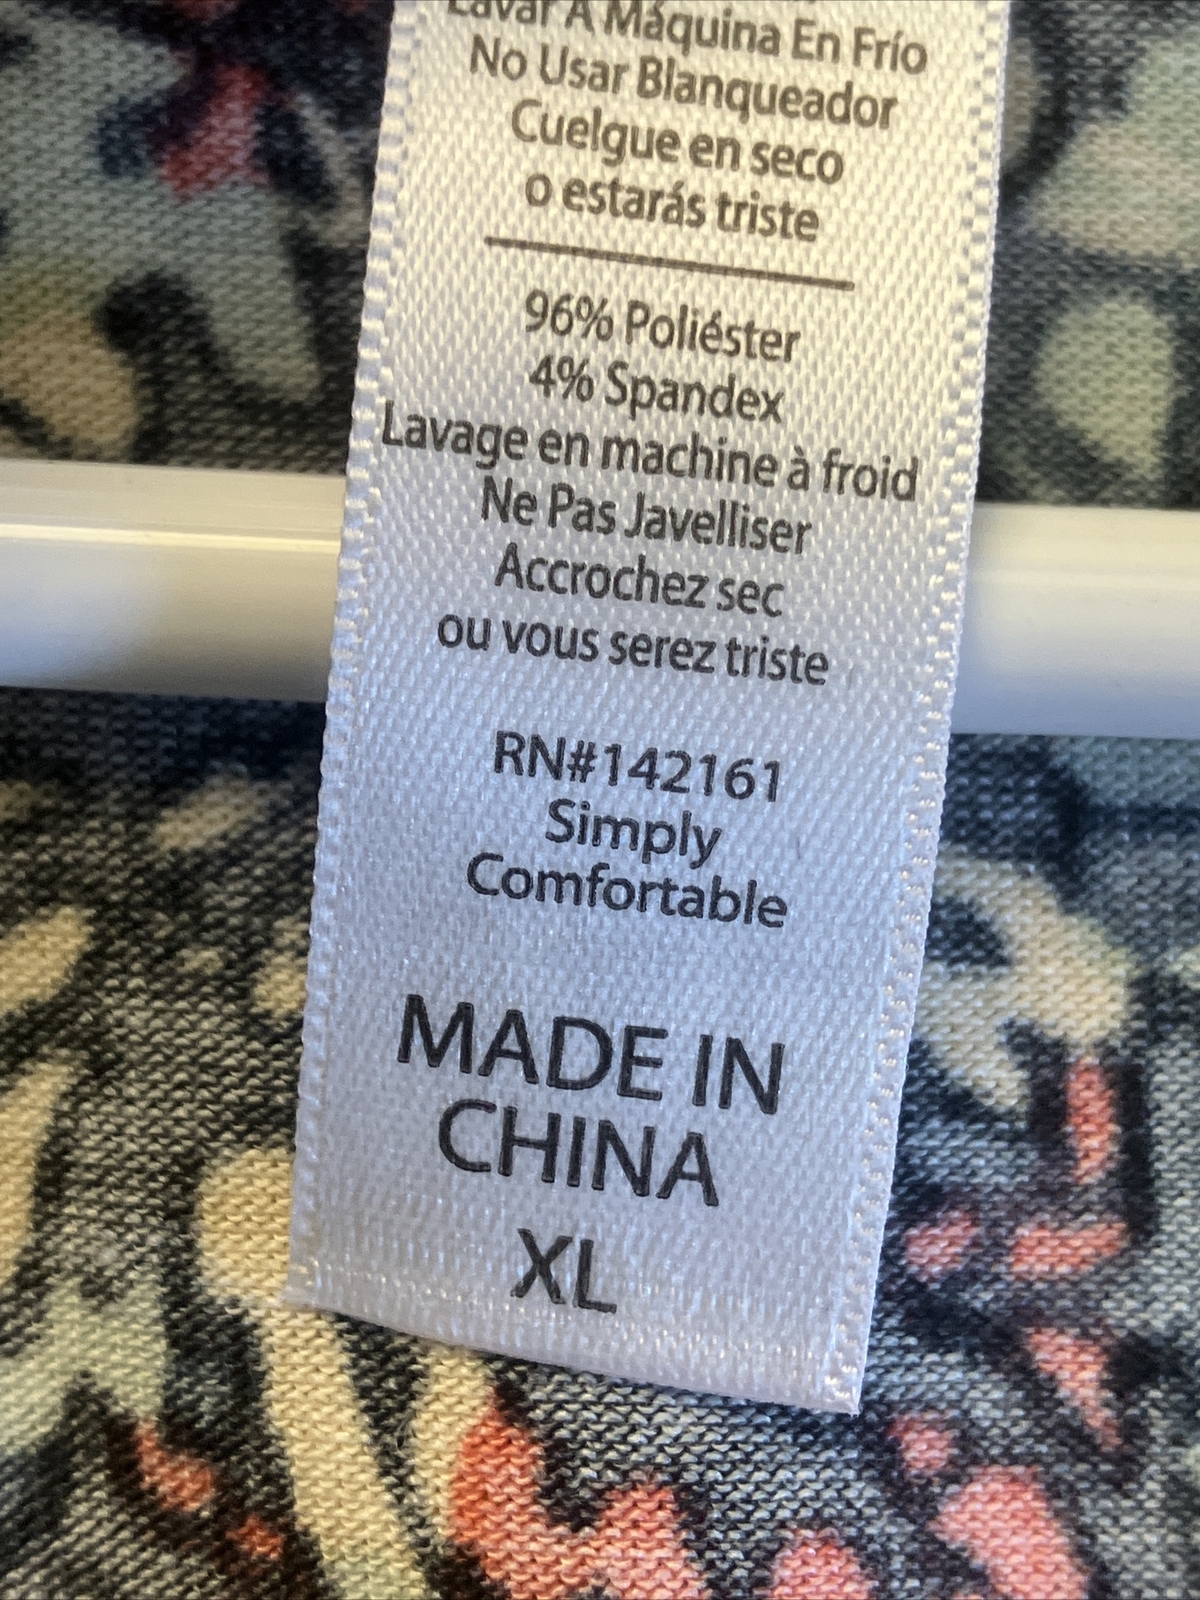 Lavar A Máquina En Frío
No Usar Blanqueador
Cuelgue en seco
o estarás triste
96% Poliéster
4% Spandex
Lavage en machine à froid
Ne Pas Javelliser
Accrochez sec
ou vous serez triste
RN#142161
Simply
Comfortable
MADE IN
CHINA
XL